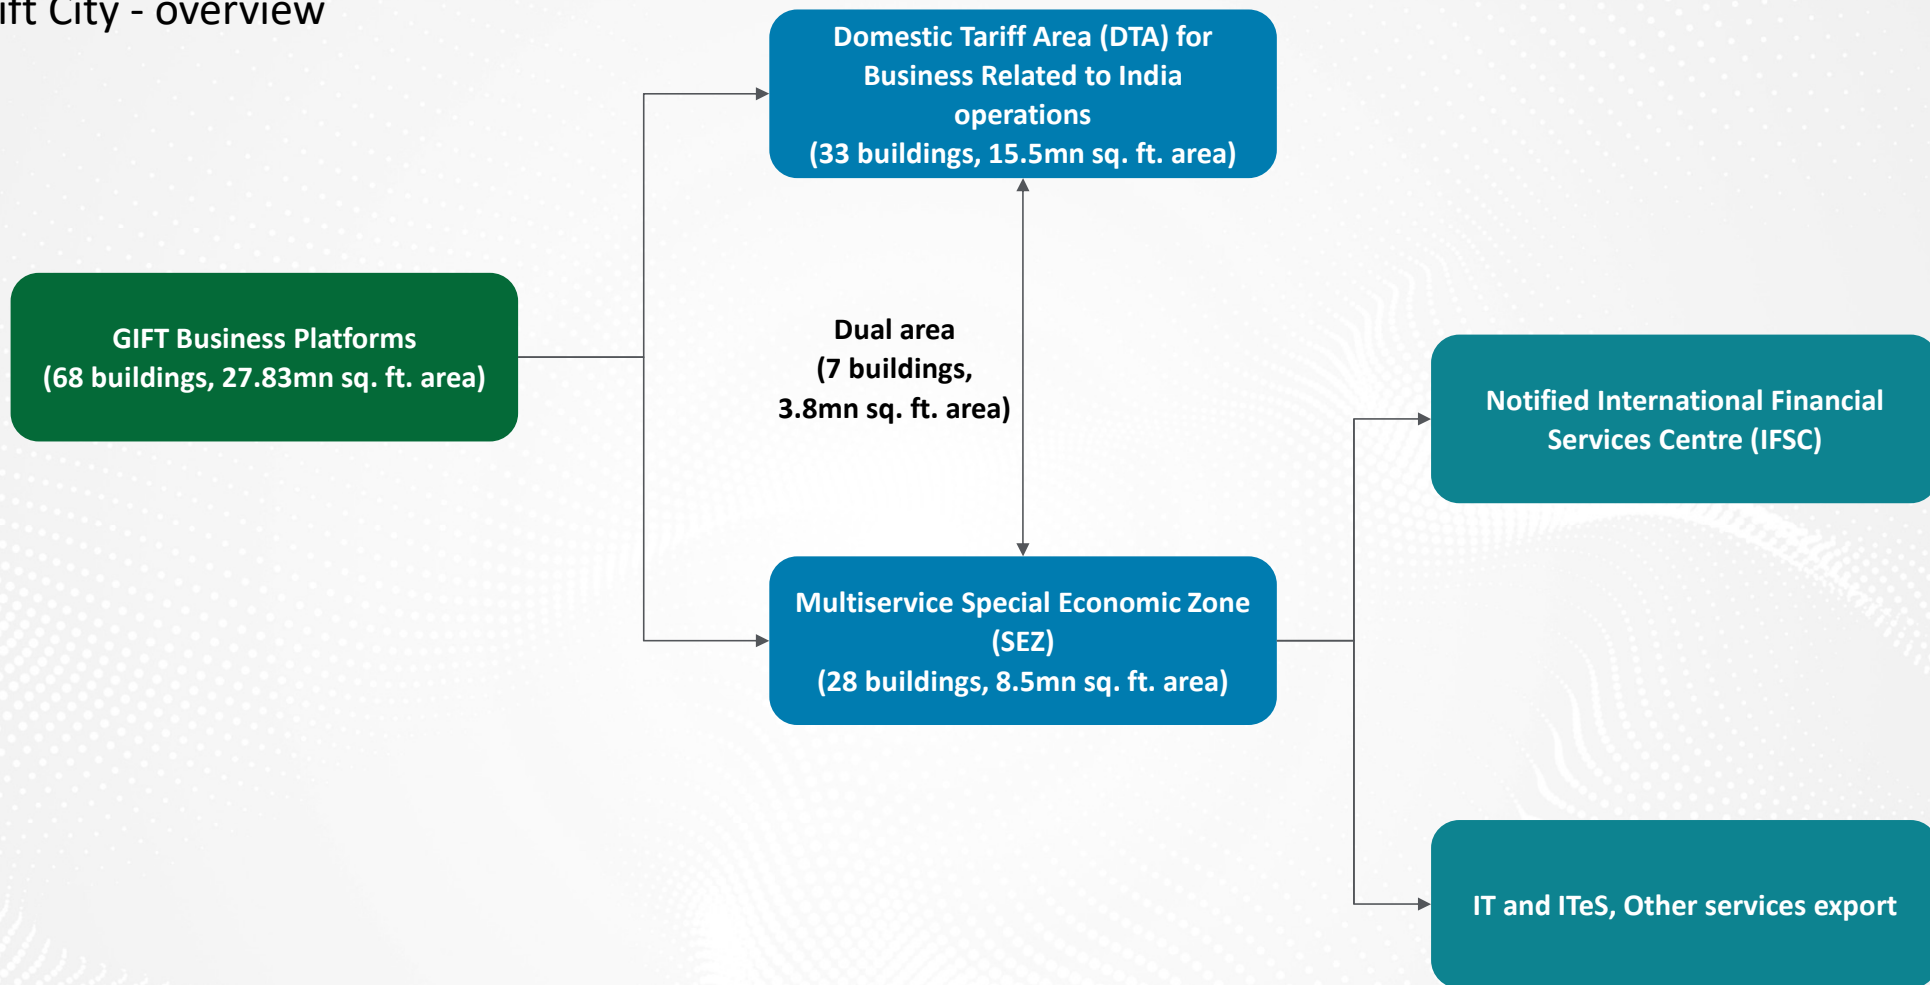 ift City - overview
Domestic Tariff Area (DTA) for
Business Related to India
operations
(33 buildings, 15.5mn sq. ft. area)
GIFT Business Platforms
(68 buildings, 27.83mn sq. ft. area)
Dual area
(7 buildings,
3.8mn sq. ft. area)
Notified International Financial
Services Centre (IFSC)
Multiservice Special Economic Zone
(SEZ)
(28 buildings, 8.5mn sq. ft. area)
IT and ITeS, Other services export